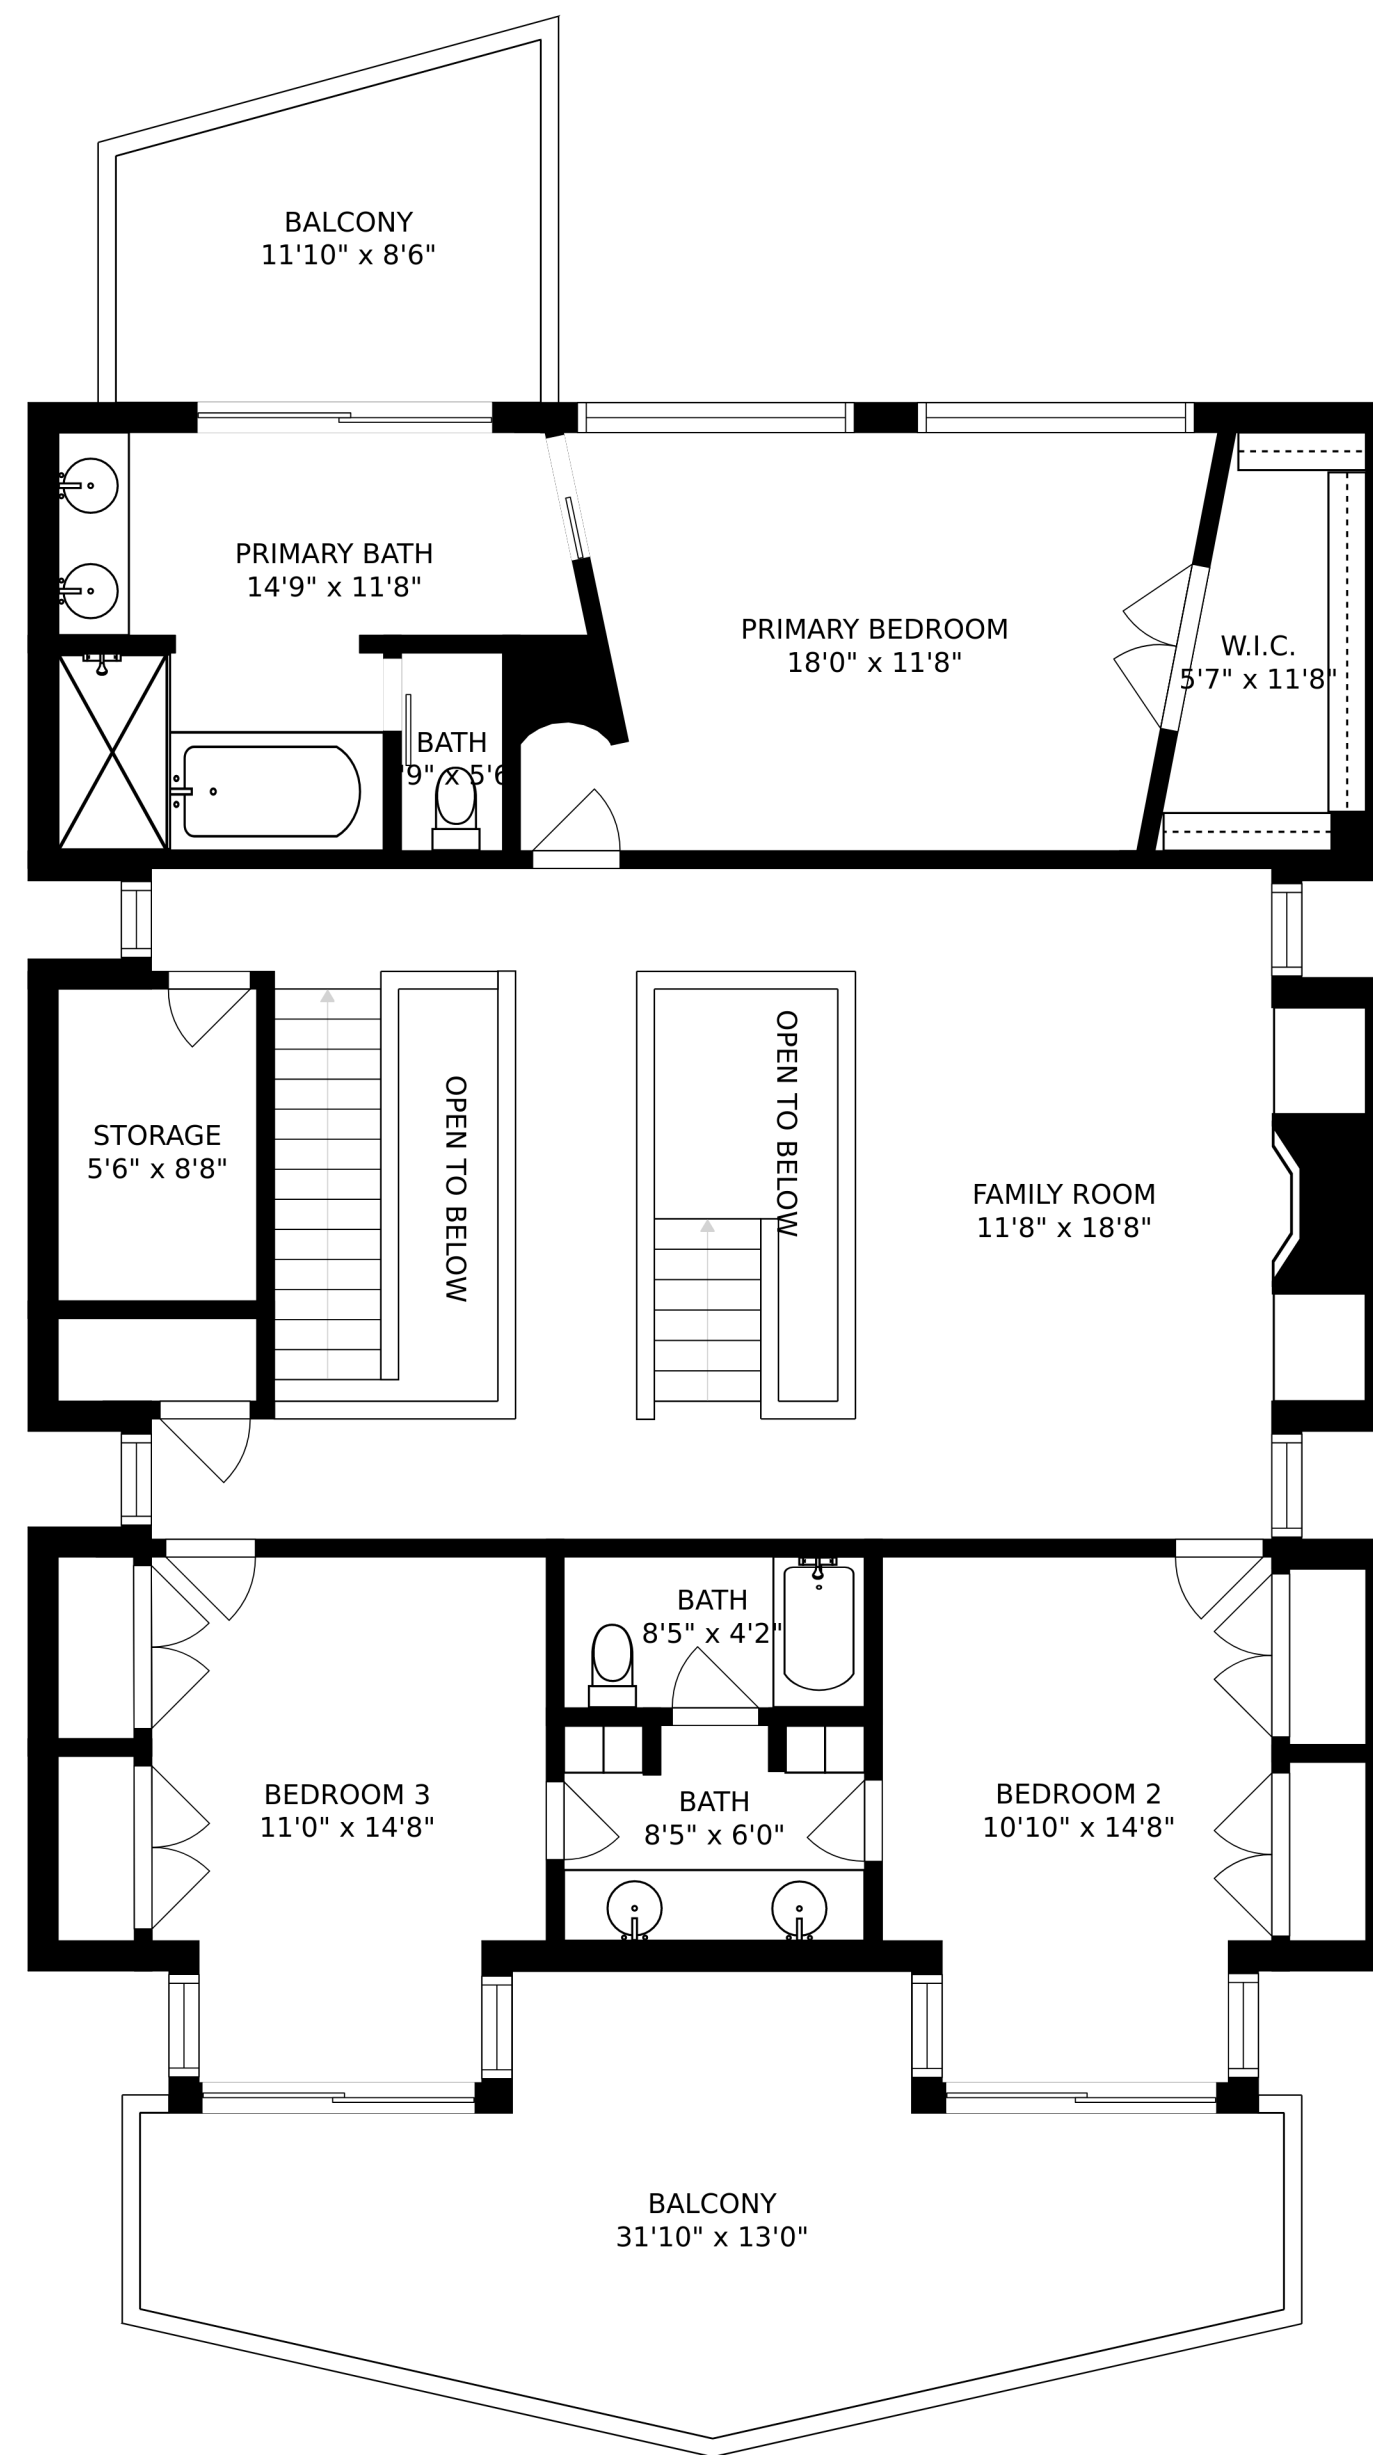 BALCONY
11'10" x 8'6"
PRIMARY BATH
14'9" x 11'8"
PRIMARY BEDROOM
18'0" x 11'8"
W.I.C.
5'7" x 11'8"
BATH
'9" x 5'6
OPEN TO BELOW
OPEN TO BELOW
STORAGE
5'6" x 8'8"
FAMILY ROOM
11'8" x 18'8"
BATH
8'5" x 4'2"
BEDROOM 3
11'0" x 14'8"
BATH
8'5" x 6'0"
BEDROOM 2
10'10" x 14'8"
BALCONY
31'10" x 13'0"